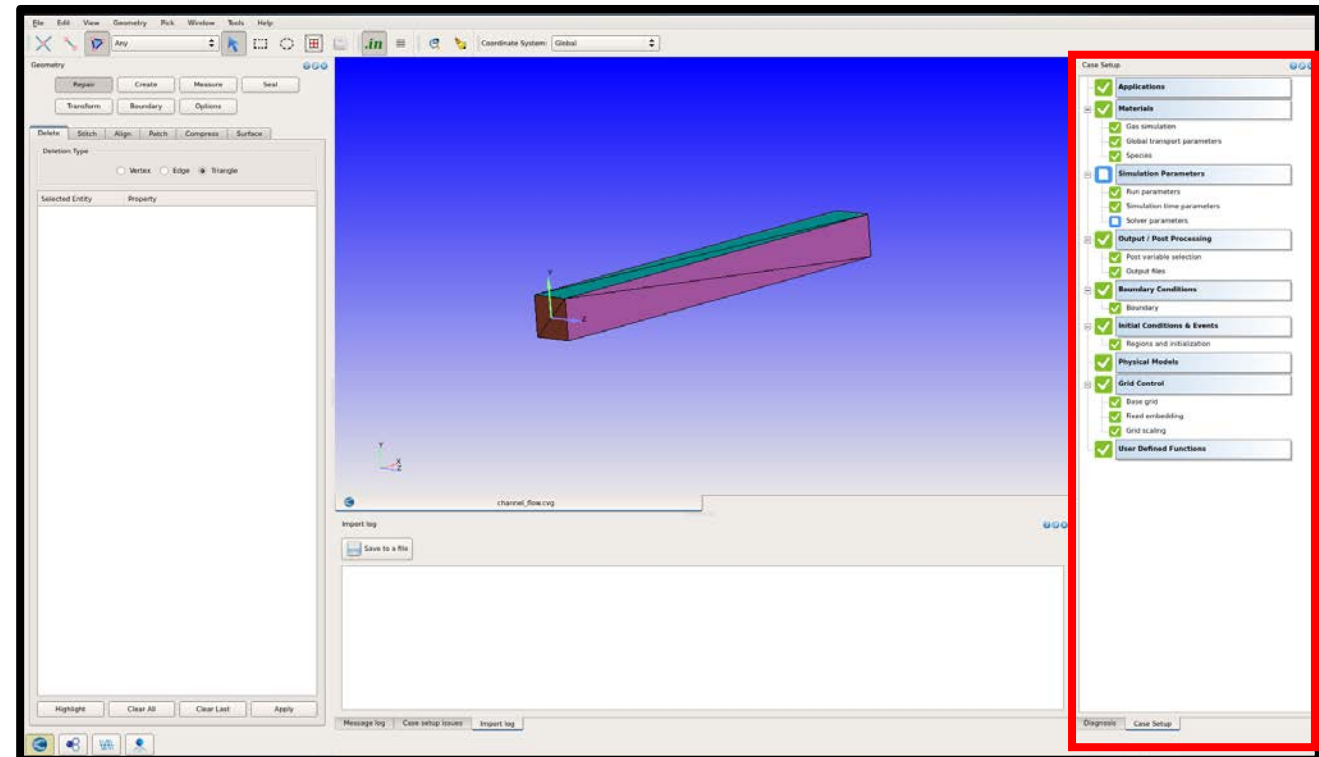 File Edit View Geometry Pick Window Tools Help
Any .in Coordinate System: Global
Geometry
Repair Create Measure Seal
Transform Boundary Options
Delete Stitch Align Patch Compress Surface
Deletion Type
Vertex Edge Triangle
Selected Entity Property
Highlight Clear All Clear Last Apply
Y
Z
Y
X
Z
channel_flow.cvg
Import log
Save to a file
Message log Case setup issues Import log
Case Setup
Applications
Materials
Gas simulation
Global transport parameters
Species
Simulation Parameters
Run parameters
Simulation time parameters
Solver parameters
Output / Post Processing
Post variable selection
Output files
Boundary Conditions
Boundary
Initial Conditions & Events
Regions and initialization
Physical Models
Grid Control
Base grid
Fixed embedding
Grid scaling
User Defined Functions
Diagnosis Case Setup